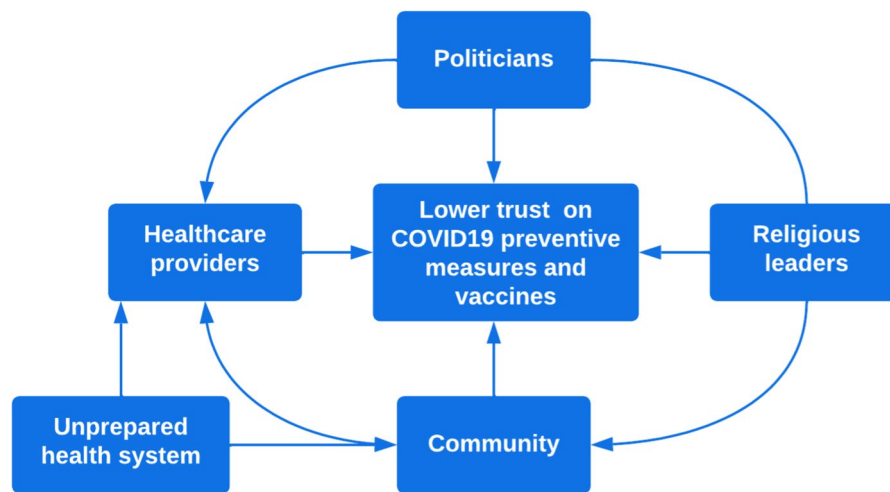 Politicians
Healthcare
providers
Lower trust on
COVID19 preventive
measures and
vaccines
Religious
leaders
Unprepared
health system
Community